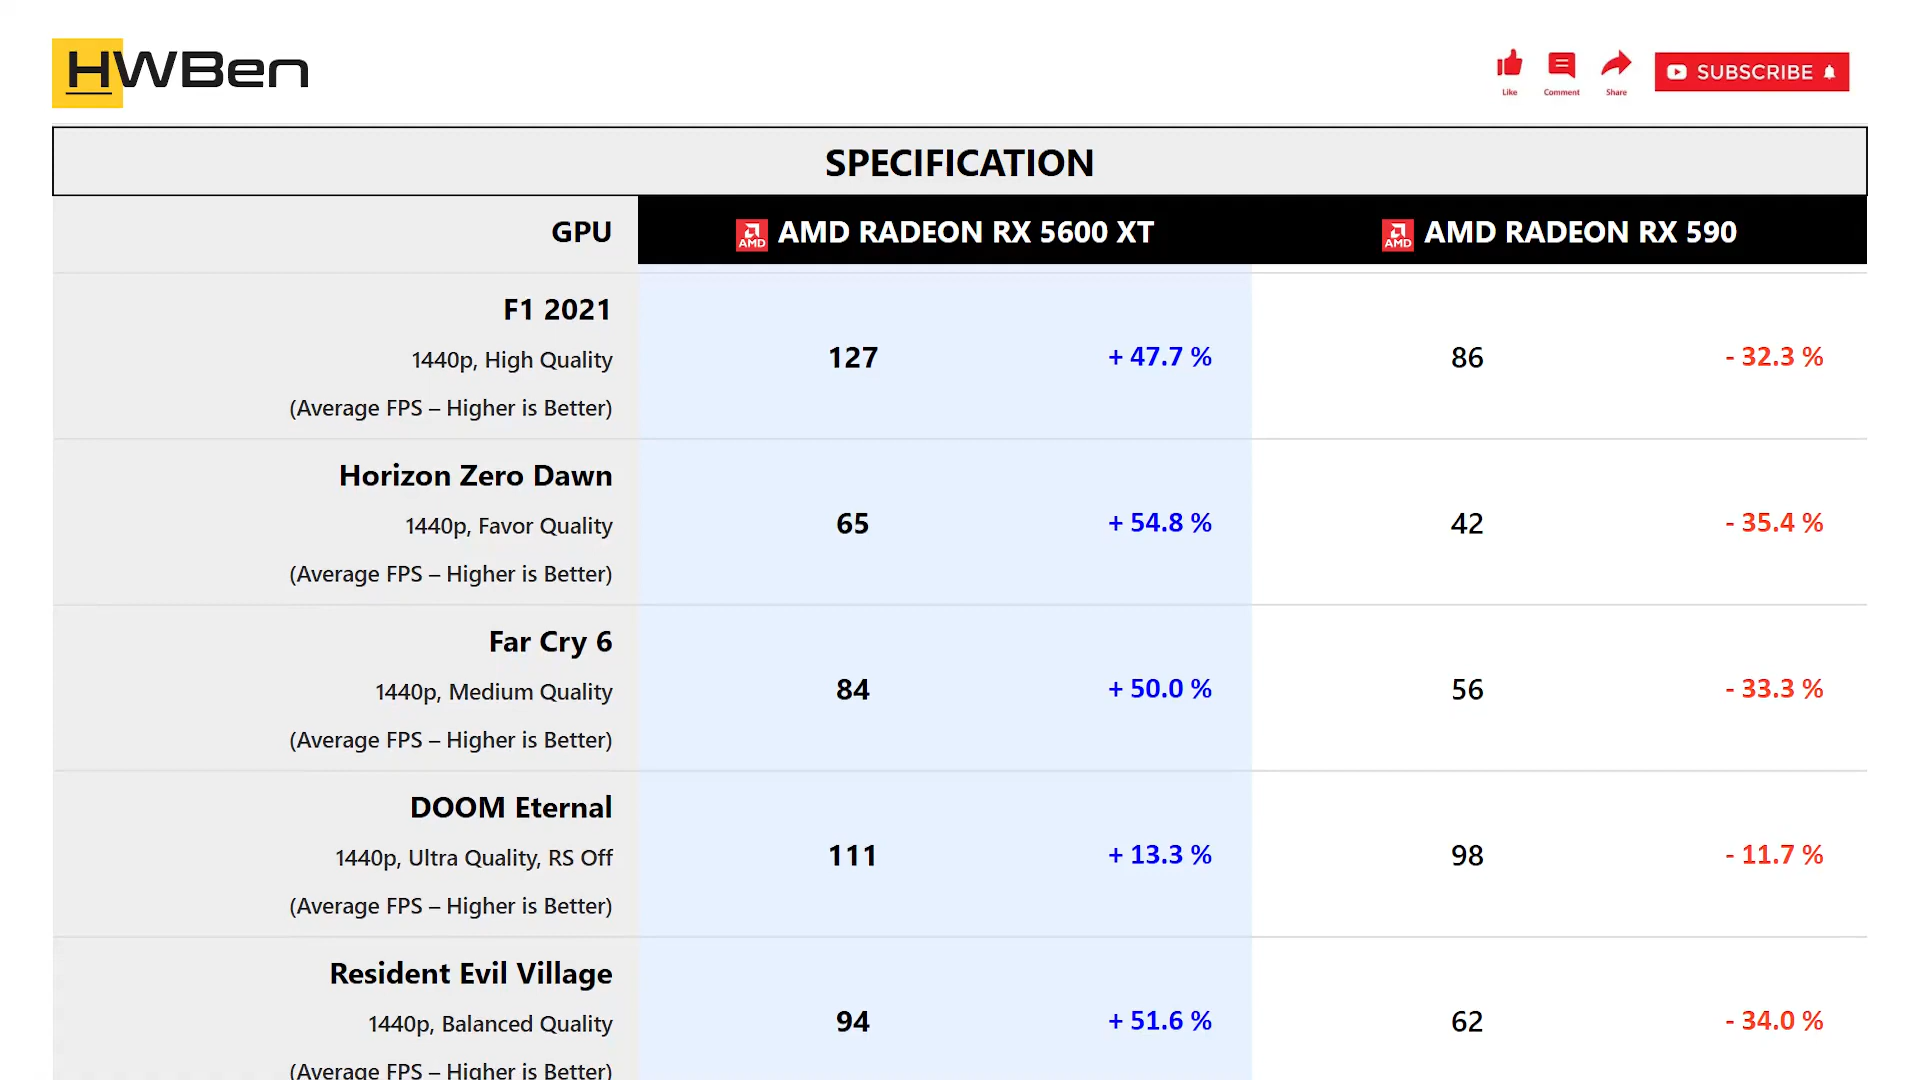 HWBen
Like
Comment
Share
SUBSCRIBE
SPECIFICATION
GPU
AMD
AMD RADEON RX 5600 XT
AMD
AMD RADEON RX 590
F1 2021
1440p, High Quality
(Average FPS – Higher is Better)
127
+ 47.7 %
86
- 32.3 %
Horizon Zero Dawn
1440p, Favor Quality
(Average FPS – Higher is Better)
65
+ 54.8 %
42
- 35.4 %
Far Cry 6
1440p, Medium Quality
(Average FPS – Higher is Better)
84
+ 50.0 %
56
- 33.3 %
DOOM Eternal
1440p, Ultra Quality, RS Off
(Average FPS – Higher is Better)
111
+ 13.3 %
98
- 11.7 %
Resident Evil Village
1440p, Balanced Quality
(Average FPS – Higher is Better)
94
+ 51.6 %
62
- 34.0 %